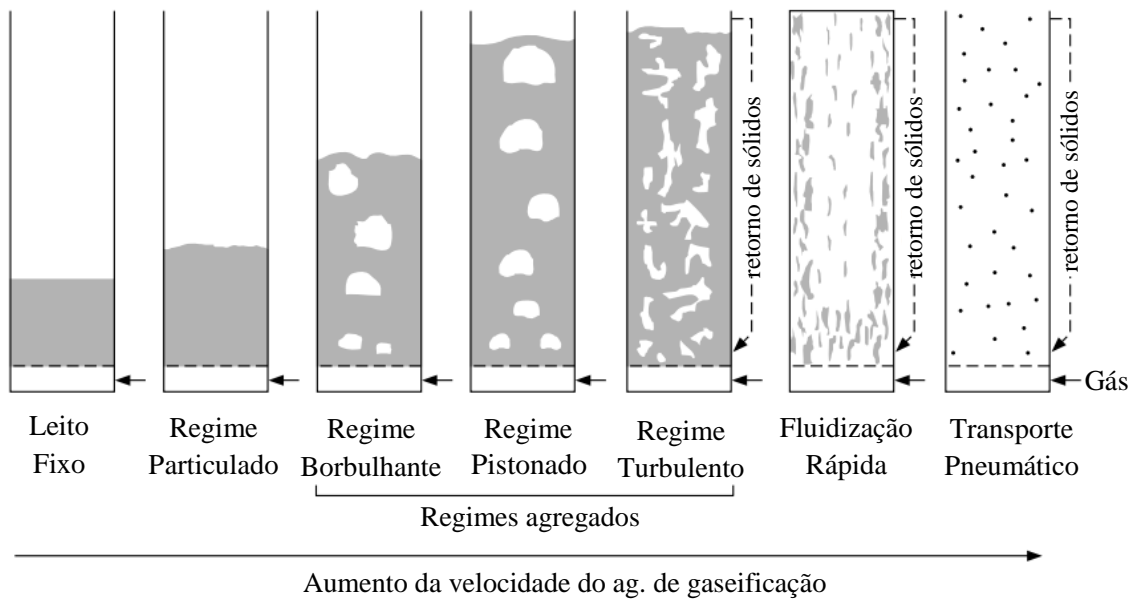 retorno de sólidos
retorno de sólidos
retorno de sólidos
Gás
Leito
Fixo
Regime
Particulado
Regime
Borbulhante
Regime
Pistonado
Regime
Turbulento
Fluidização
Rápida
Transporte
Pneumático
Regimes agregados
Aumento da velocidade do ag. de gaseificação